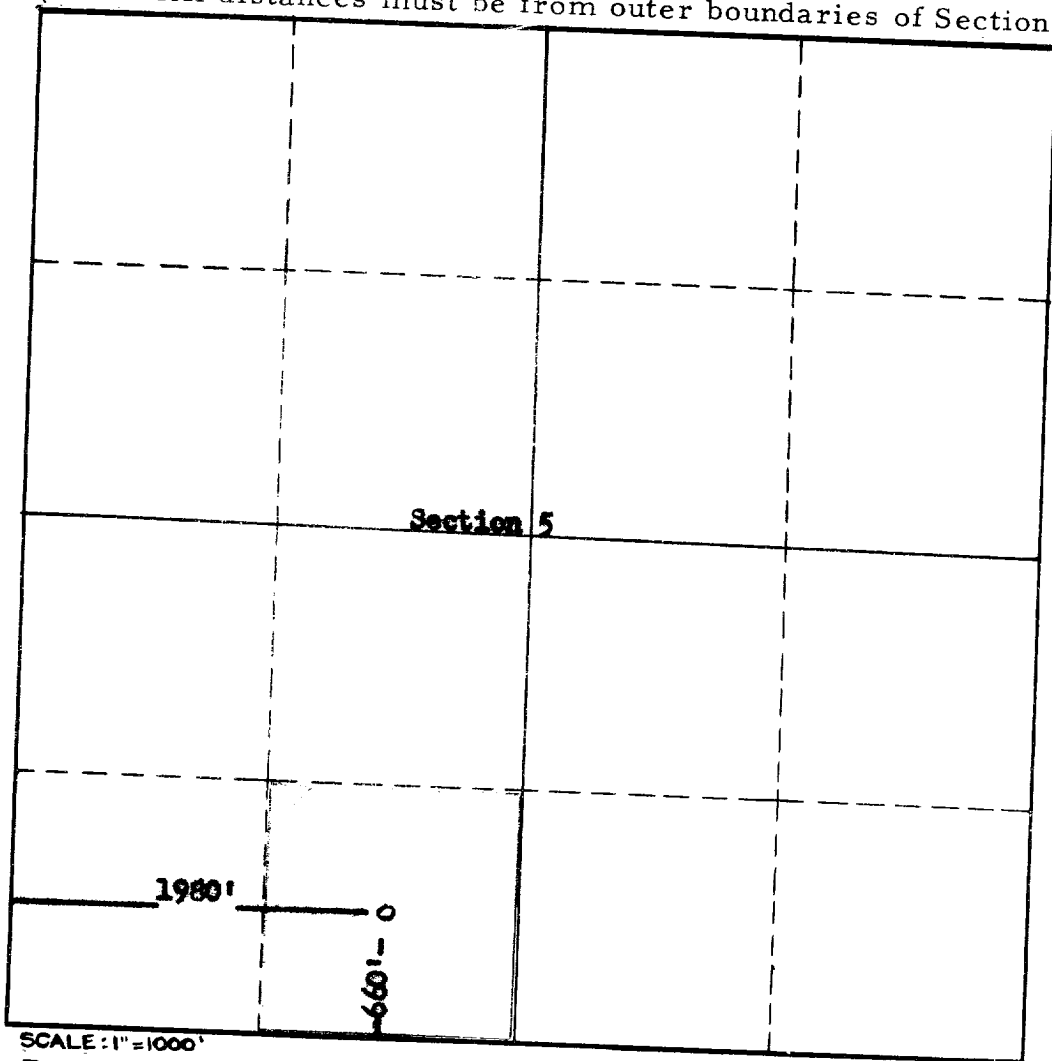 distances must be from outer boundaries of Section
Section 5
1980'
660'
SCALE: 1"=1000'